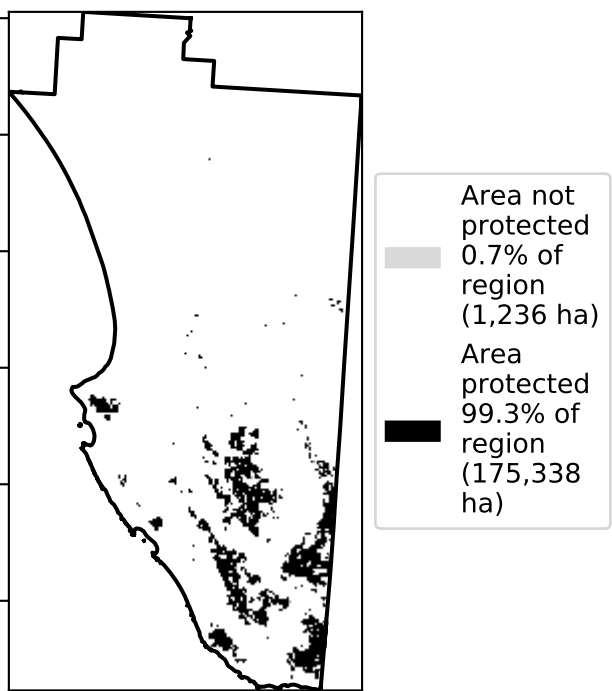 Area not
protected
0.7% of
region
(1,236 ha)
Area
protected
99.3% of
region
(175,338
ha)